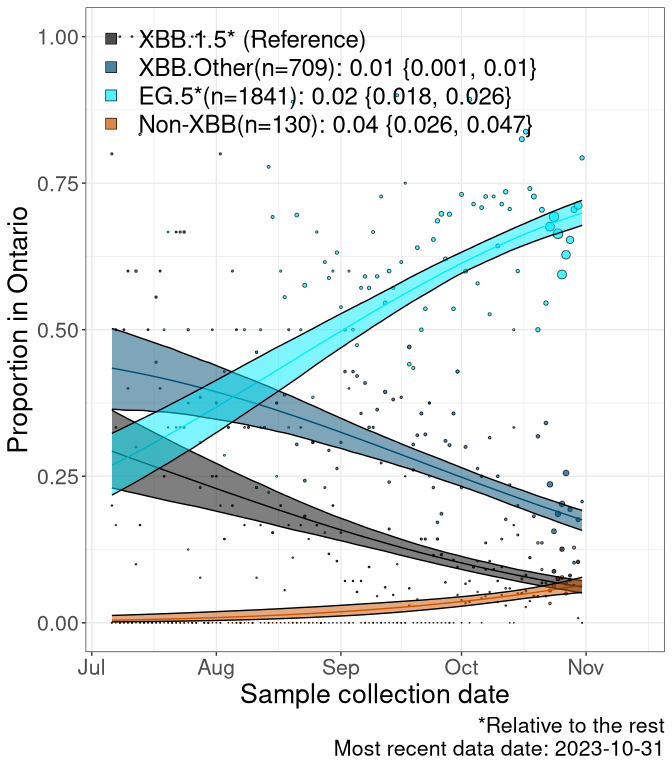 1.00
XBB.1.5* (Reference)
XBB.Other(n=709): 0.01 {0.001, 0.01}
EG.5*(n=1841): 0.02 {0.018, 0.026}
Non-XBB(n=130): 0.04 {0.026, 0.047}
0.75
0.50
0.25
0.00
Proportion in Ontario
Jul Aug Sep Oct Nov
Sample collection date
*Relative to the rest
Most recent data date: 2023-10-31